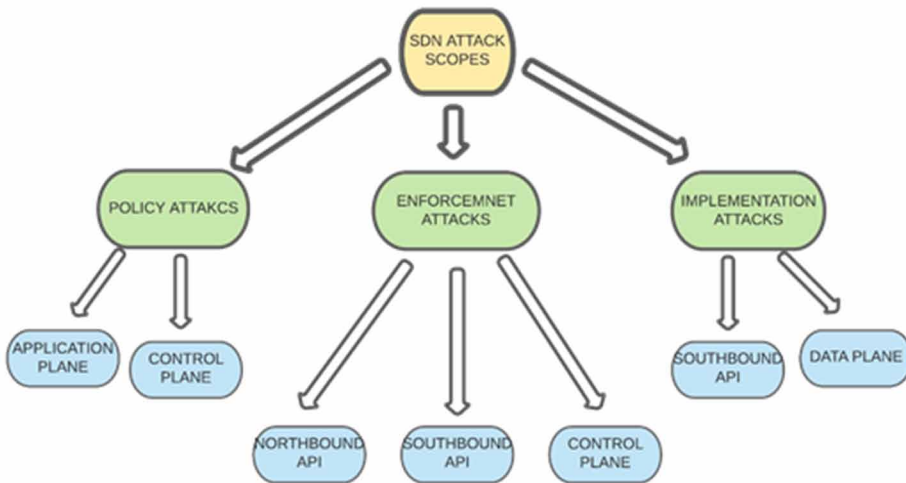 SDN ATTACK
SCOPES
POLICY ATTAKCS
ENFORCEMNET
ATTACKS
IMPLEMENTATION
ATTACKS
APPLICATION
PLANE
CONTROL
PLANE
SOUTHBOUND
API
DATA PLANE
NORTHBOUND
API
SOUTHBOUND
API
CONTROL
PLANE